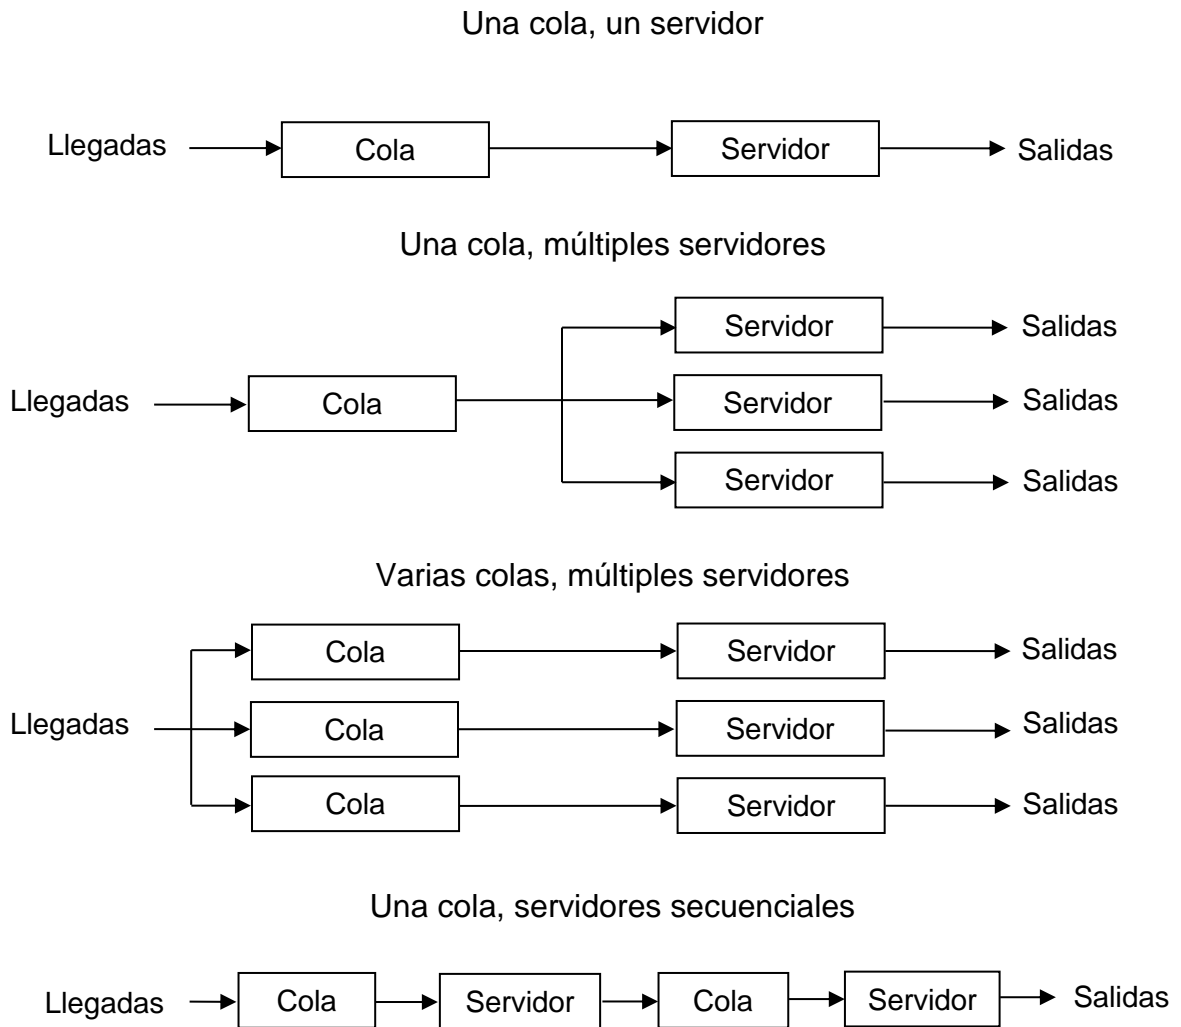 Una cola, un servidor
Llegadas Cola Servidor Salidas
Una cola, múltiples servidores
Servidor Salidas
Llegadas Cola Servidor Salidas
Servidor Salidas
Varias colas, múltiples servidores
Cola Servidor Salidas
Llegadas Cola Servidor Salidas
Cola Servidor Salidas
Una cola, servidores secuenciales
Llegadas Cola Servidor Cola Servidor Salidas